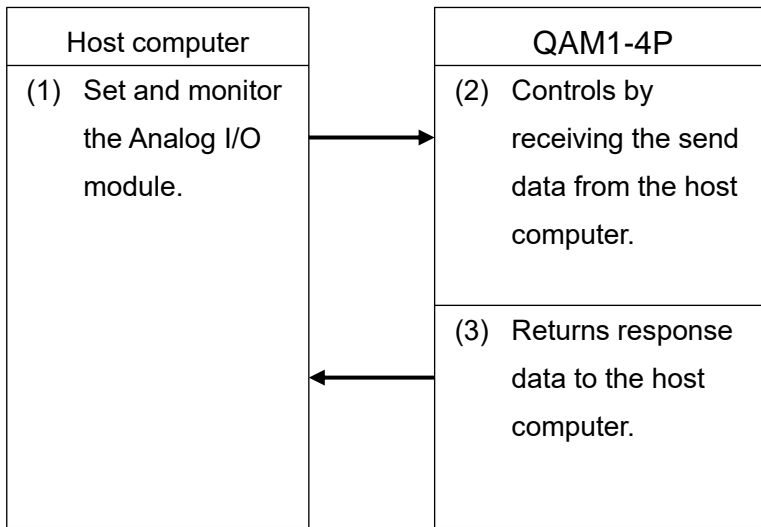 Host computer
(1) Set and monitor
the Analog I/O
module.
QAM1-4P
(2) Controls by
receiving the send
data from the host
computer.
(3) Returns response
data to the host
computer.